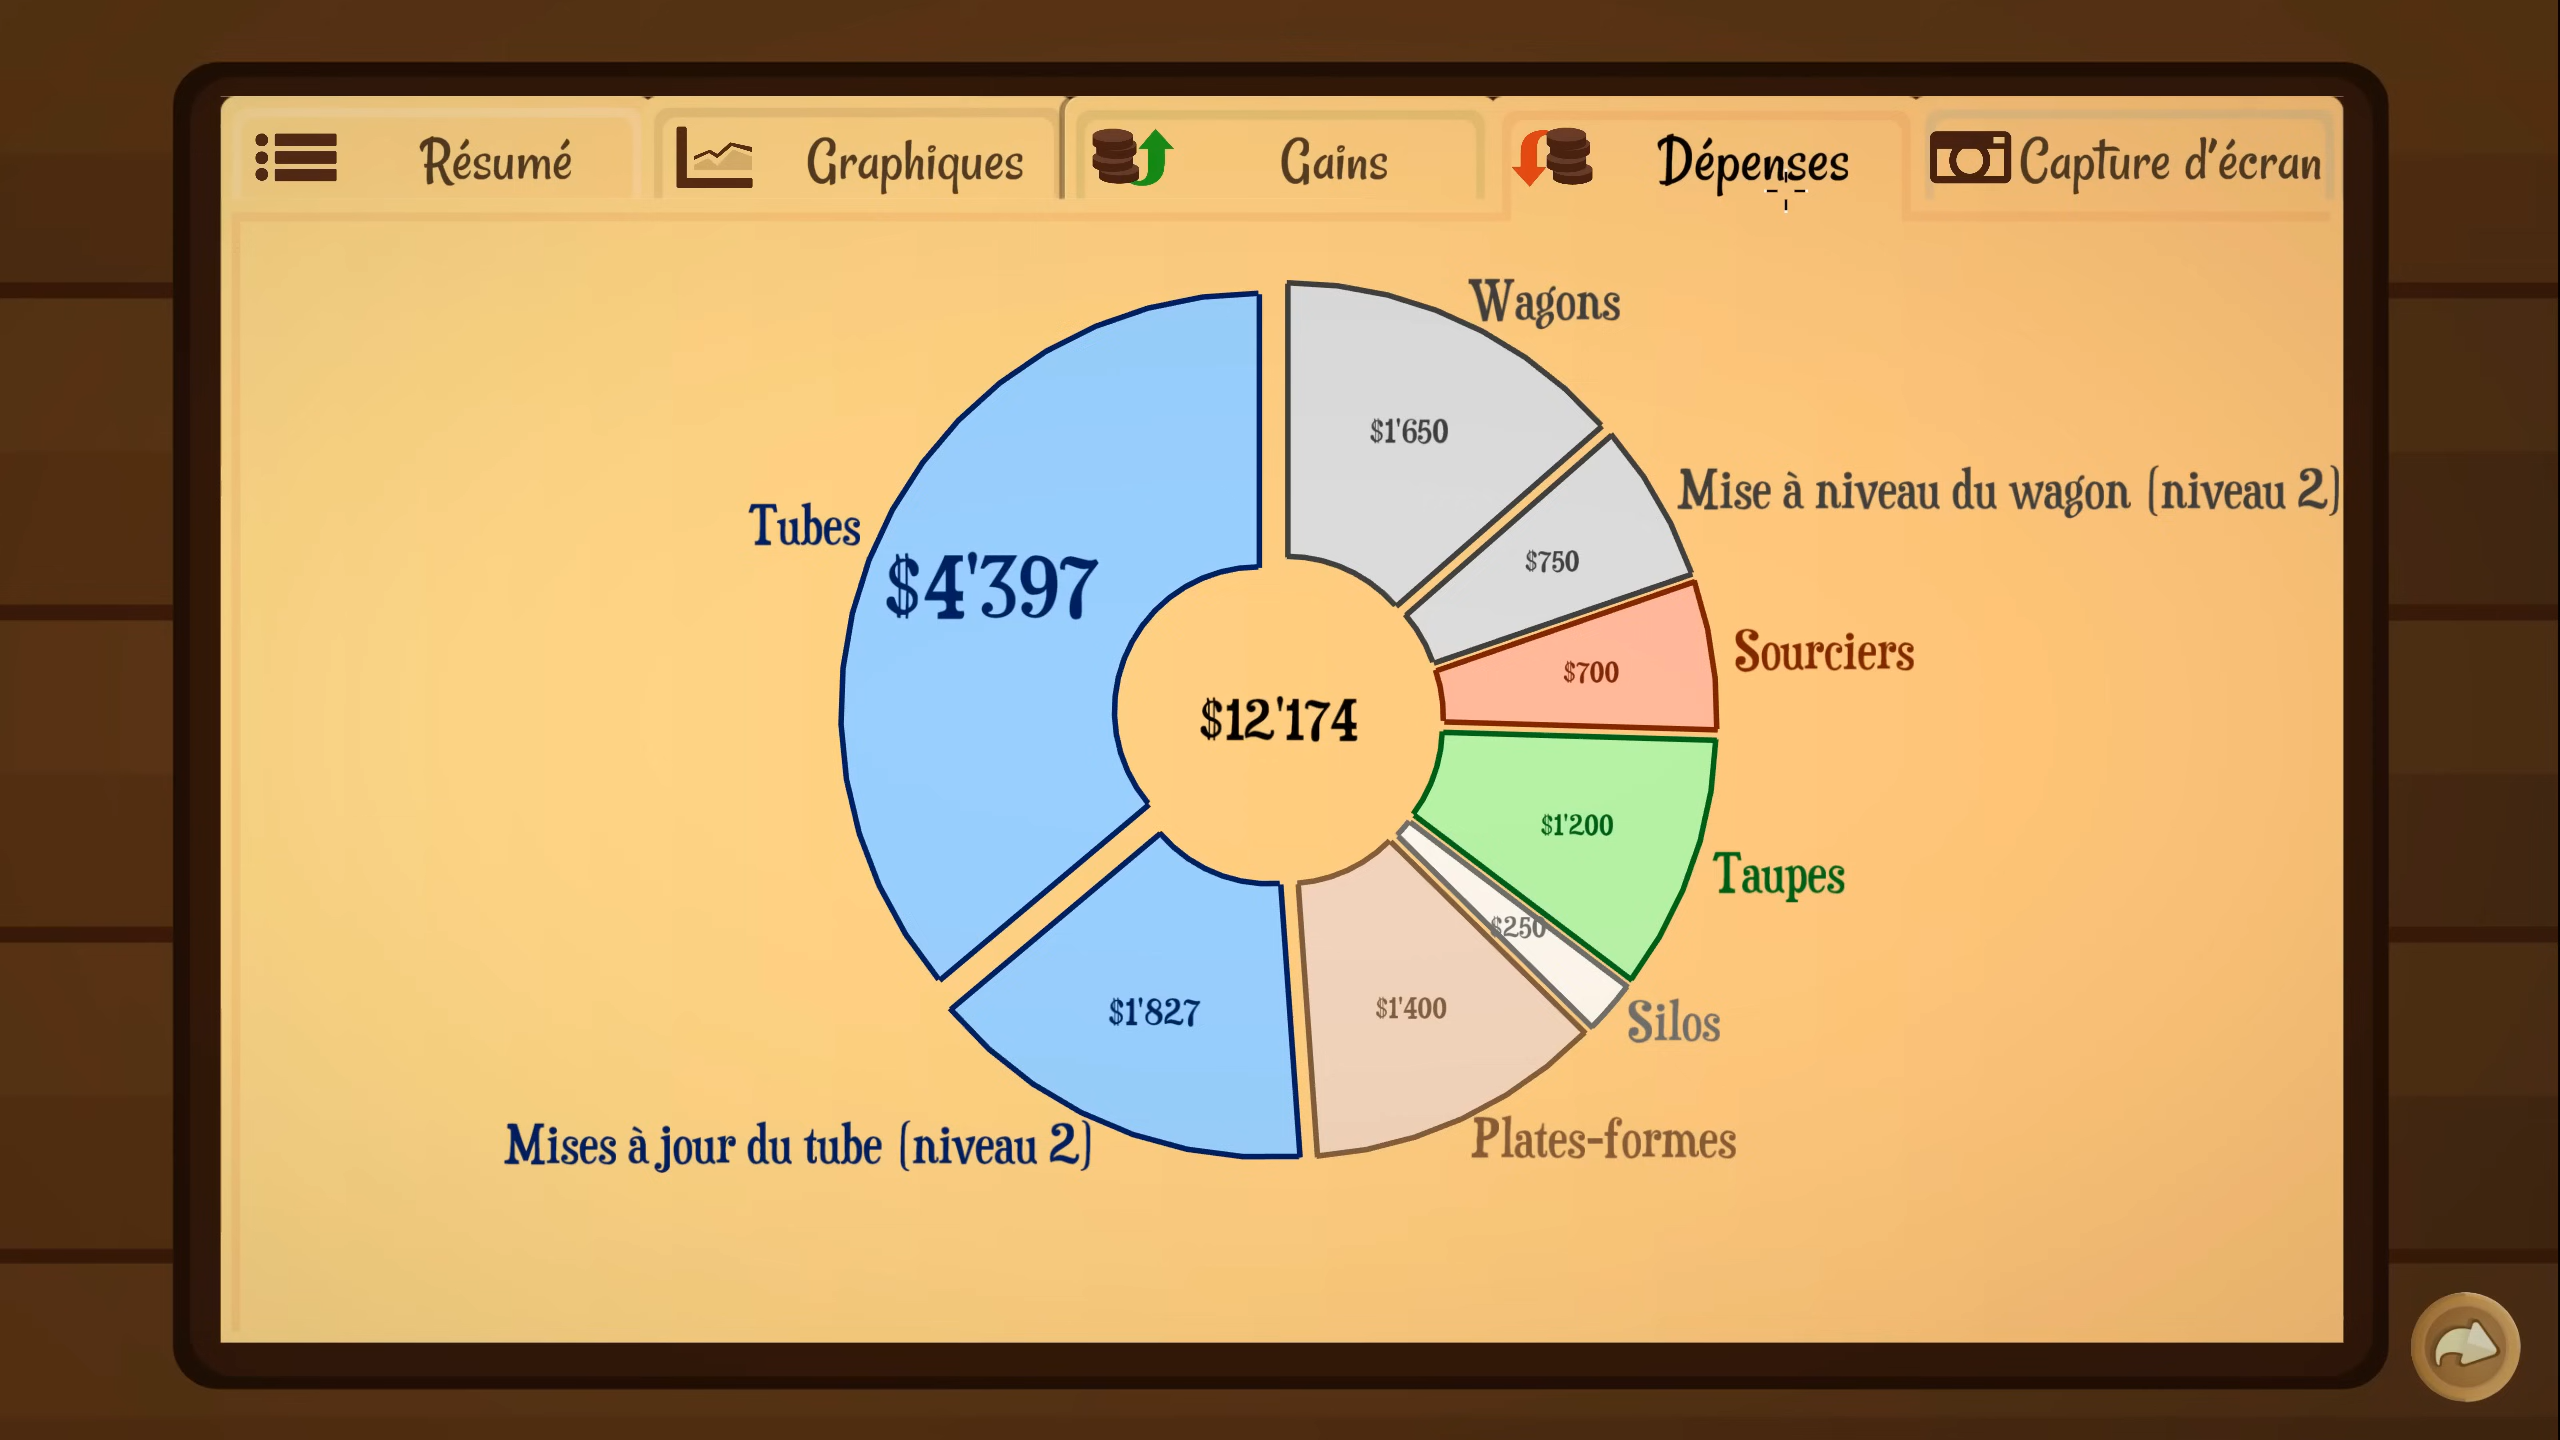 Résumé
Graphiques
Gains
Dépenses
Capture d'écran
Wagons
$1'650
Mise à niveau du wagon (niveau 2)
$750
Sourciers
$700
Taupes
$1'200
Silos
$250
Plates-formes
$1'400
Mises à jour du tube (niveau 2)
$1'827
Tubes
$4'397
$12'174